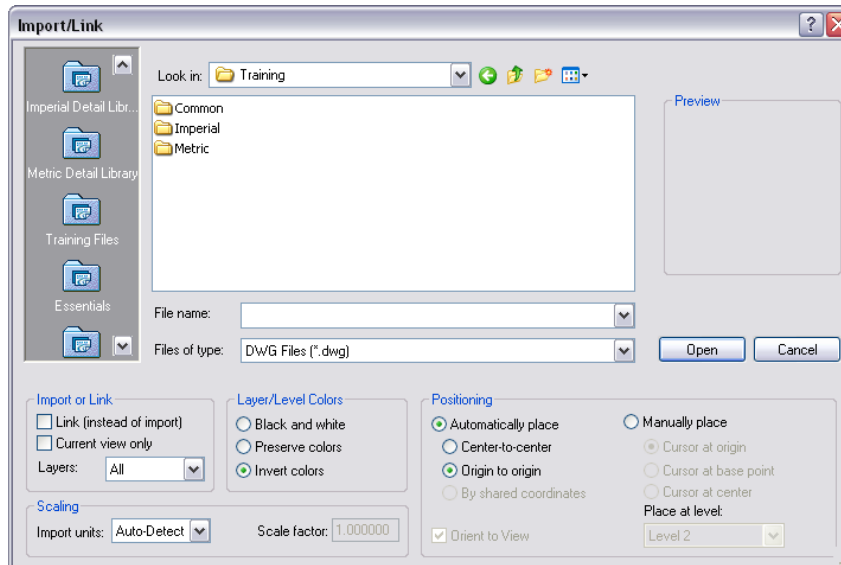 Import/Link
Look in: Training
Imperial Detail Libr...
Metric Detail Library
Training Files
Essentials
Common
Imperial
Metric
Preview
File name:
Files of type: DWG Files (*.dwg)
Open
Cancel
Import or Link
Link (instead of import)
Current view only
Layers: All
Layer/Level Colors
Black and white
Preserve colors
Invert colors
Positioning
Automatically place
Center-to-center
Origin to origin
By shared coordinates
Orient to View
Manually place
Cursor at origin
Cursor at base point
Cursor at center
Place at level:
Level 2
Scaling
Import units: Auto-Detect
Scale factor: 1.000000